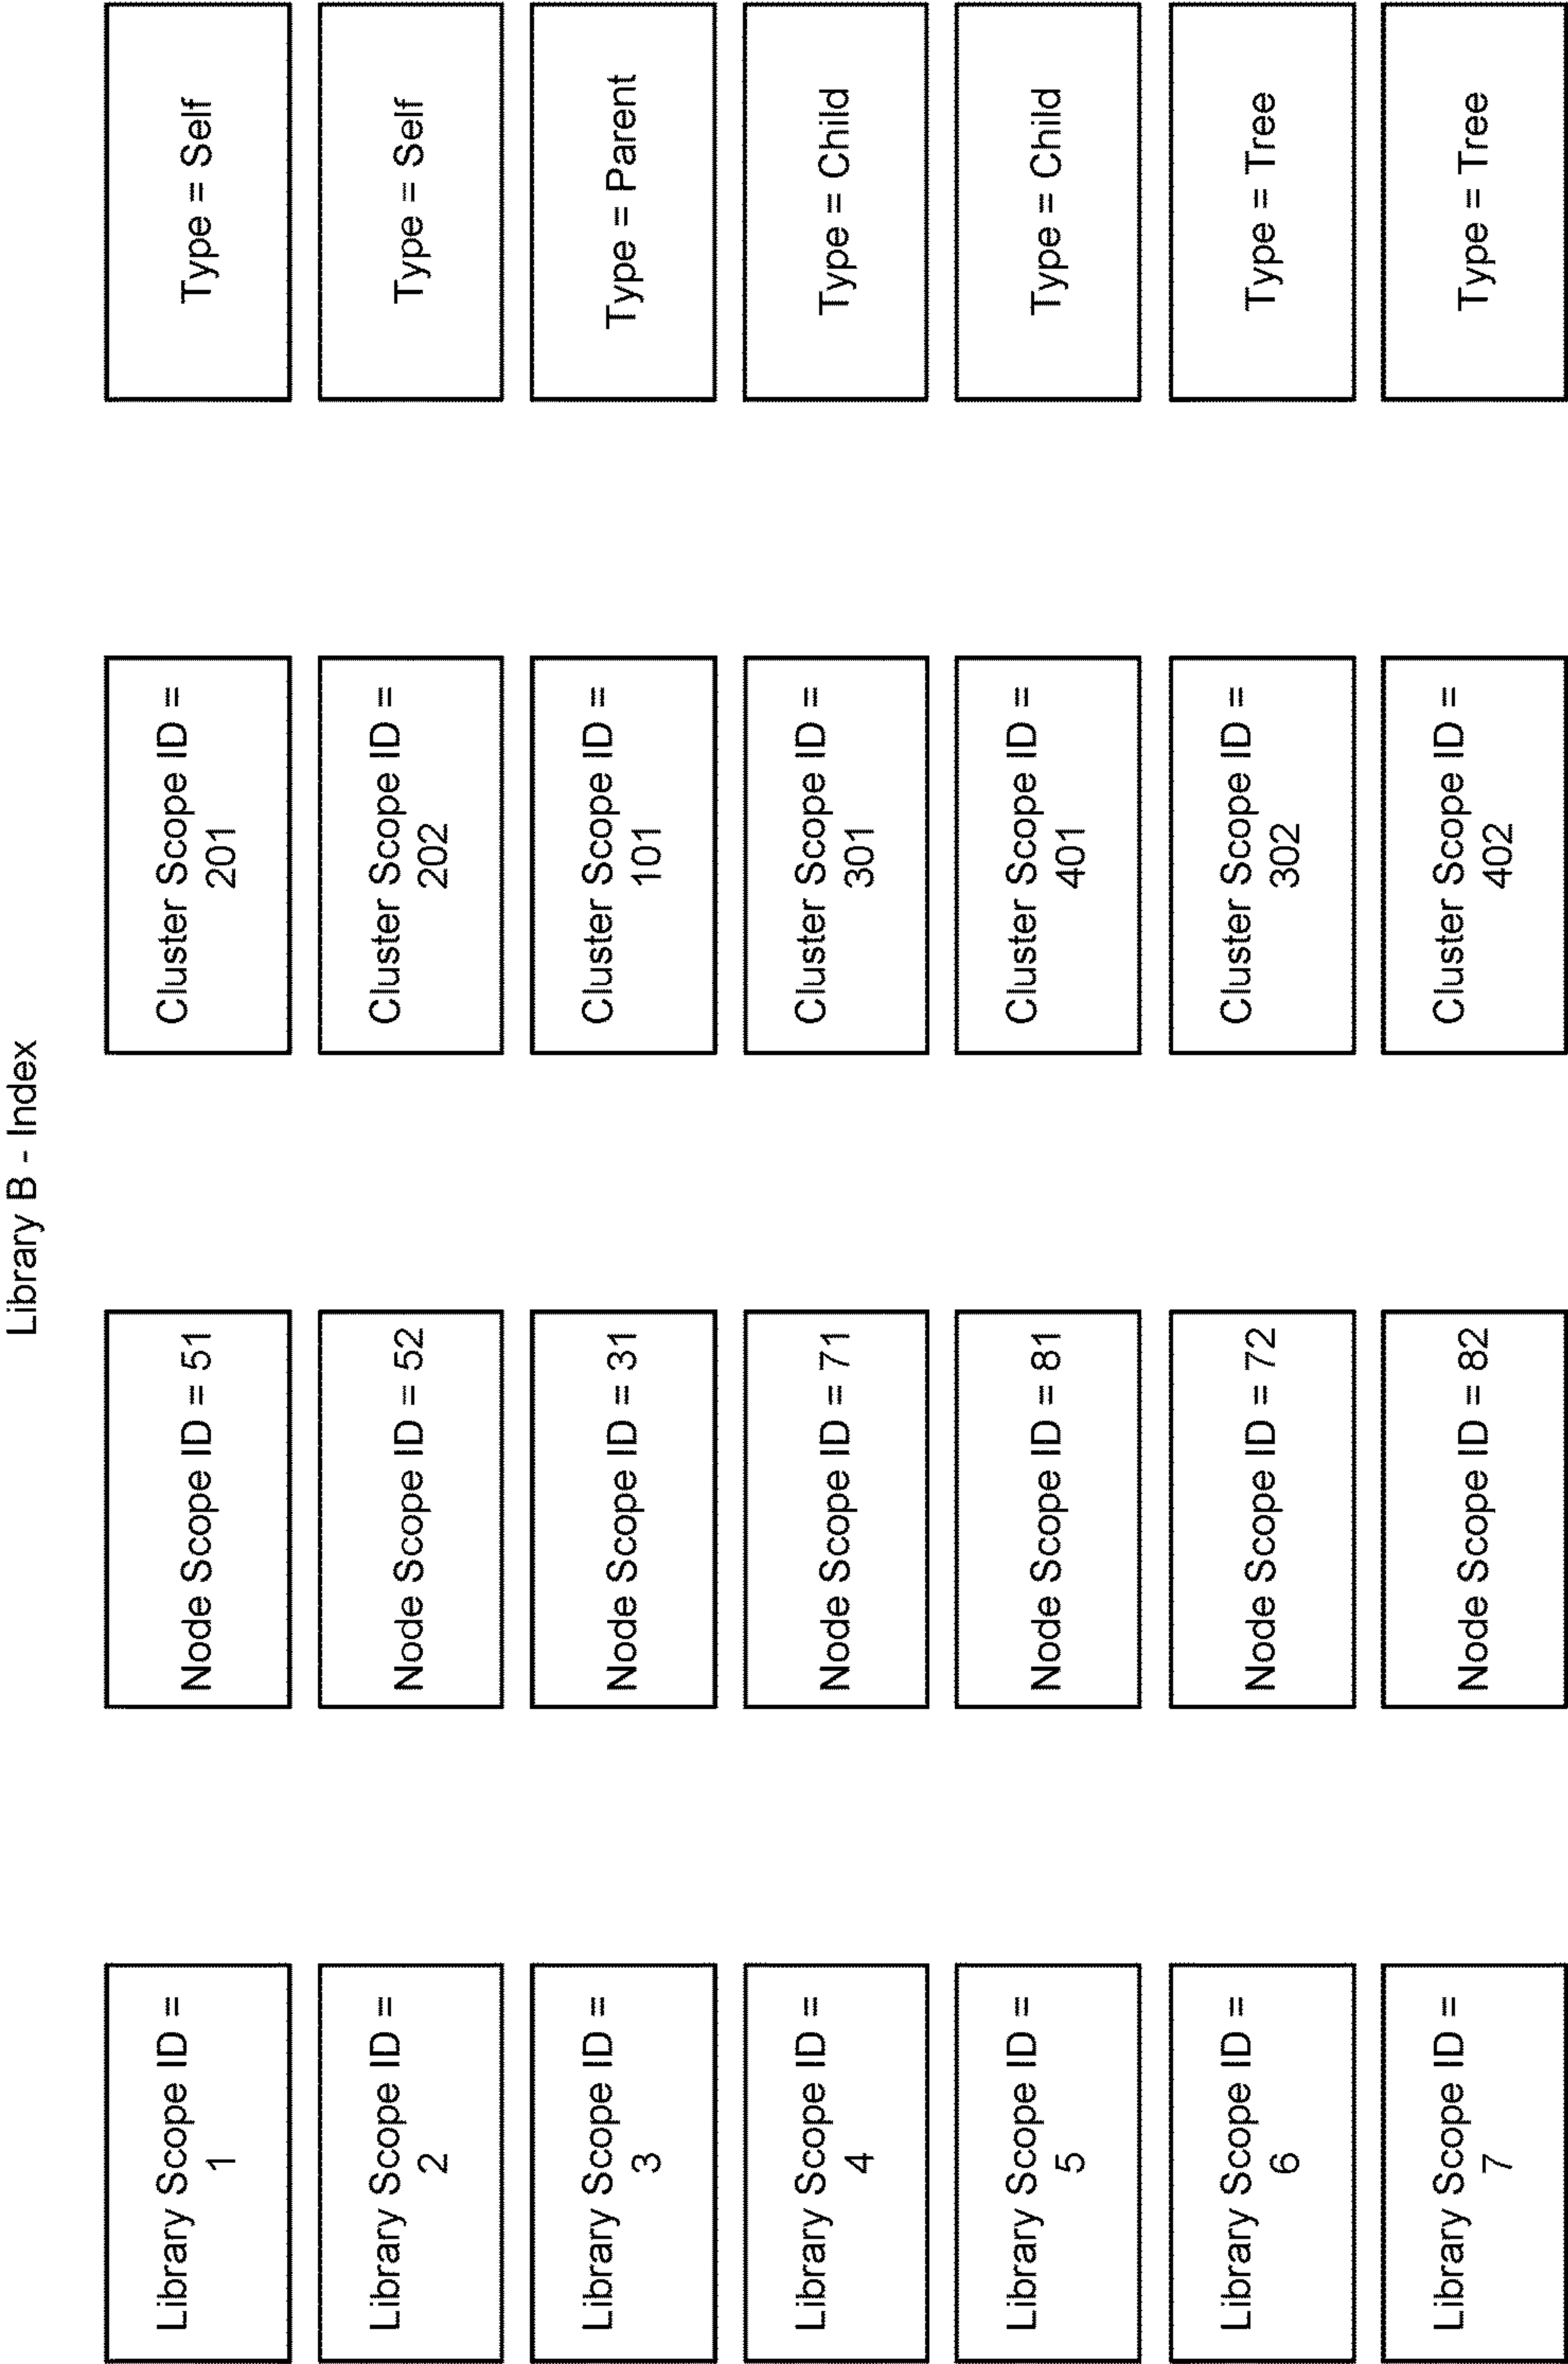 Library B - Index
Library Scope ID =
1
Node Scope ID = 51
Cluster Scope ID =
201
Type = Self
Library Scope ID =
2
Node Scope ID = 52
Cluster Scope ID =
202
Type = Self
Library Scope ID =
3
Node Scope ID = 31
Cluster Scope ID =
101
Type = Parent
Library Scope ID =
4
Node Scope ID = 71
Cluster Scope ID =
301
Type = Child
Library Scope ID =
5
Node Scope ID = 81
Cluster Scope ID =
401
Type = Child
Library Scope ID =
6
Node Scope ID = 72
Cluster Scope ID =
302
Type = Tree
Library Scope ID =
7
Node Scope ID = 82
Cluster Scope ID =
402
Type = Tree